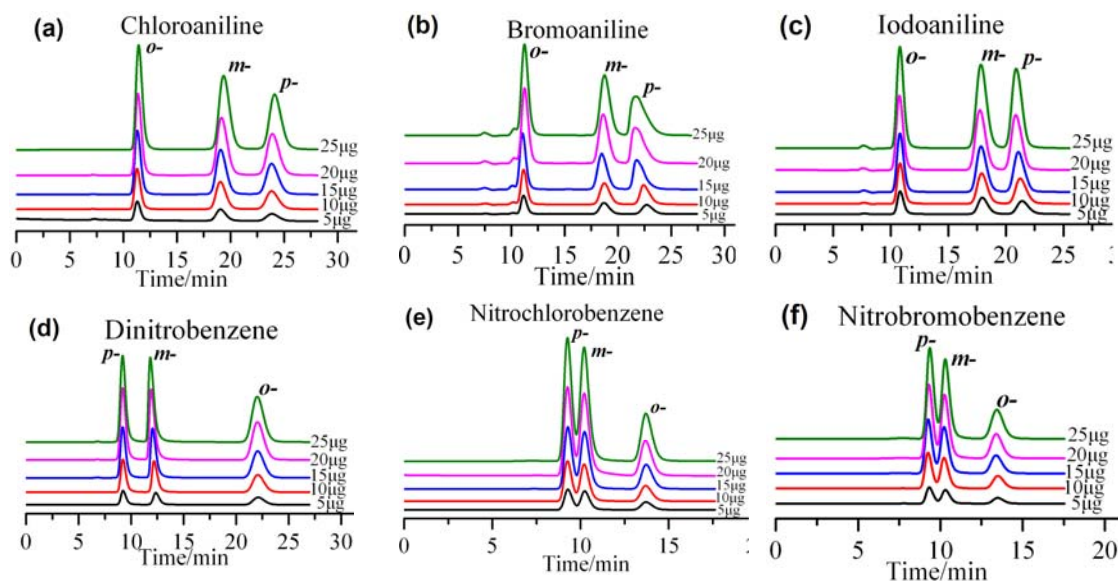 (a) Chloroaniline
o-
m-
p-
25μg
20μg
15μg
10μg
5μg
0 5 10 15 20 25 30
Time/min
(b) Bromoaniline
o-
m-
p-
25μg
20μg
15μg
10μg
5μg
0 5 10 15 20 25 30
Time/min
(c) Iodoaniline
o-
m-
p-
25μg
20μg
15μg
10μg
5μg
0 5 10 15 20 25
Time/min
(d) Dinitrobenzene
p-
m-
o-
25μg
20μg
15μg
10μg
5μg
0 5 10 15 20 25 30
Time/min
(e) Nitrochlorobenzene
p-
m-
o-
25μg
20μg
15μg
10μg
5μg
0 5 10 15
Time/min
(f) Nitrobromobenzene
p-
m-
o-
25μg
20μg
15μg
10μg
5μg
0 5 10 15 20
Time/min